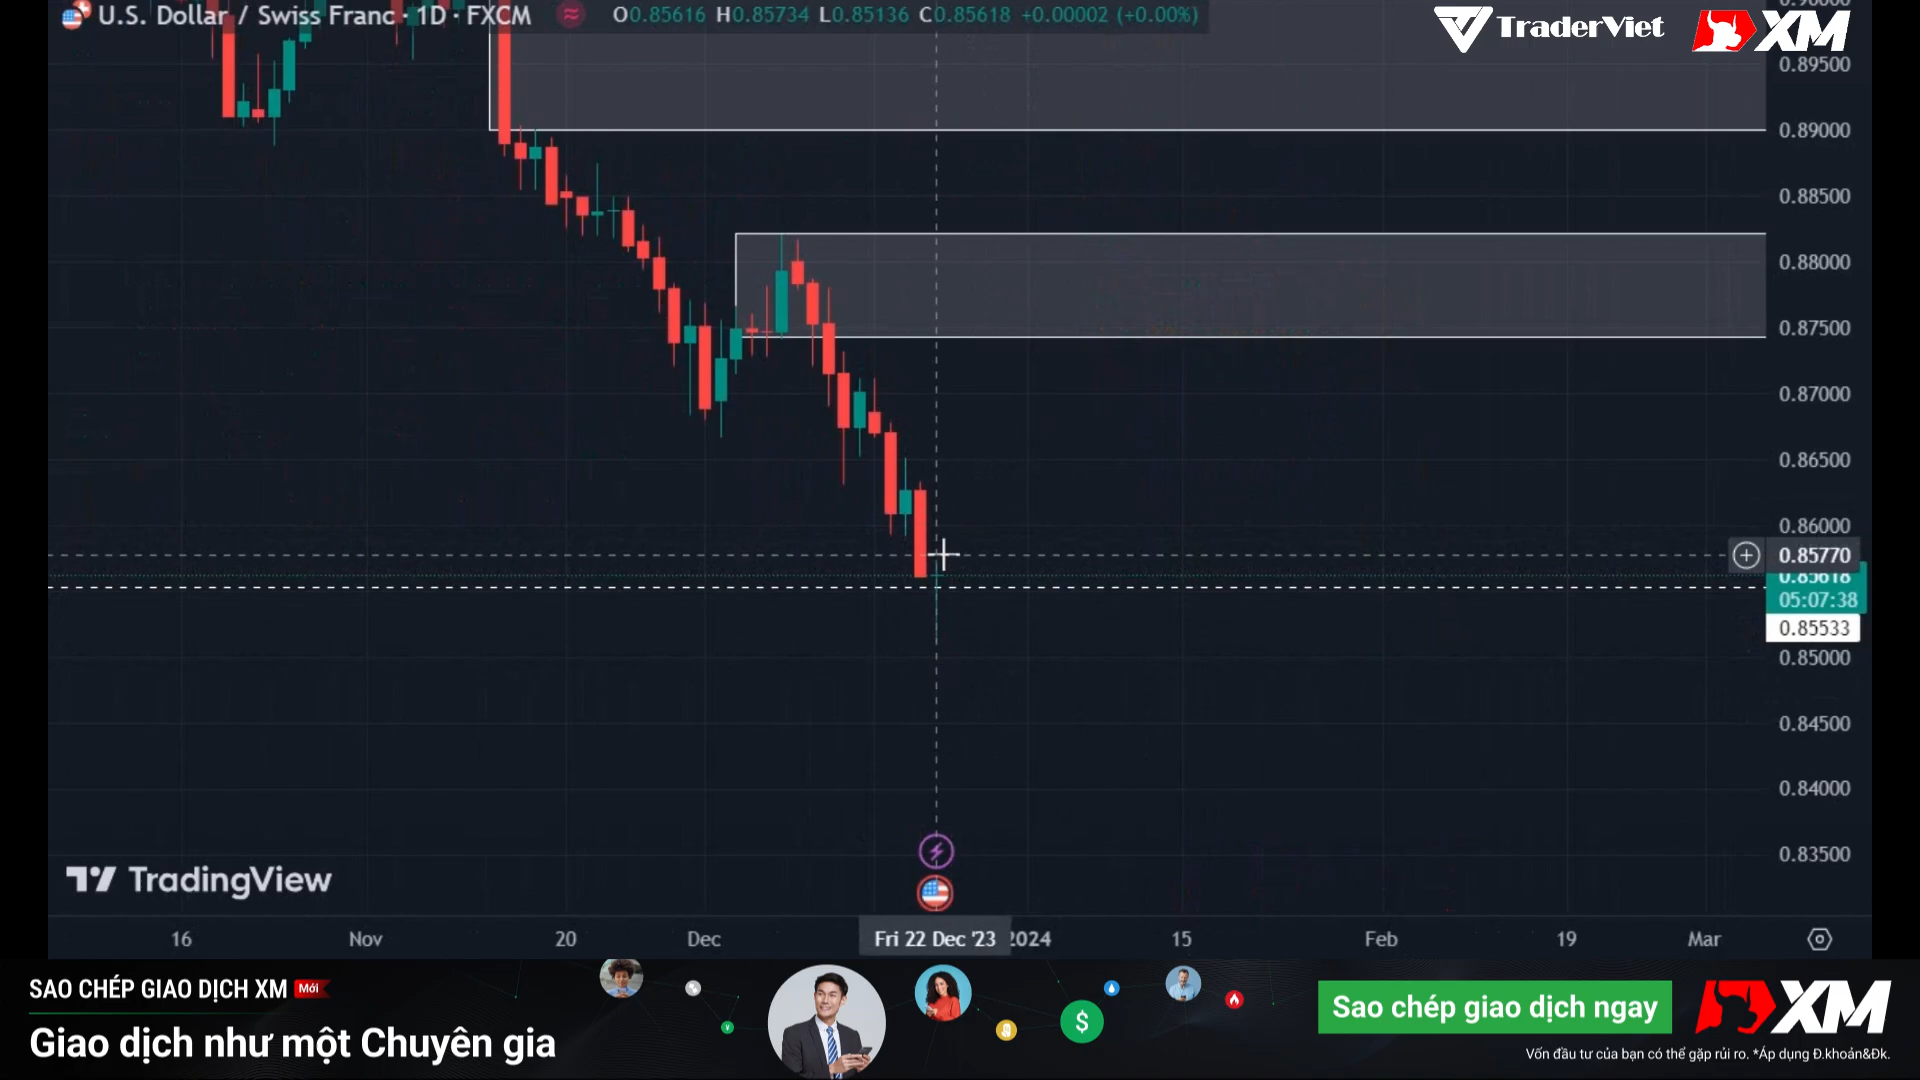 U.S. Dollar / Swiss Franc · 1D · FXCM ≈ O0.85616 H0.85734 L0.85136 C0.85618 +0.00002 (+0.00%)
TraderViet XM
0.90000
0.89500
0.89000
0.88500
0.88000
0.87500
0.87000
0.86500
0.86000
0.85770
0.85618
05:07:38
0.85533
0.85000
0.84500
0.84000
0.83500
TradingView
16 Nov 20 Dec Fri 22 Dec '23 2024 15 Feb 19 Mar
SAO CHÉP GIAO DỊCH XM Mới
Giao dịch như một Chuyên gia
$
Sao chép giao dịch ngay
XM
Vốn đầu tư của bạn có thể gặp rủi ro. *Áp dụng Đ.khoản&Đk.